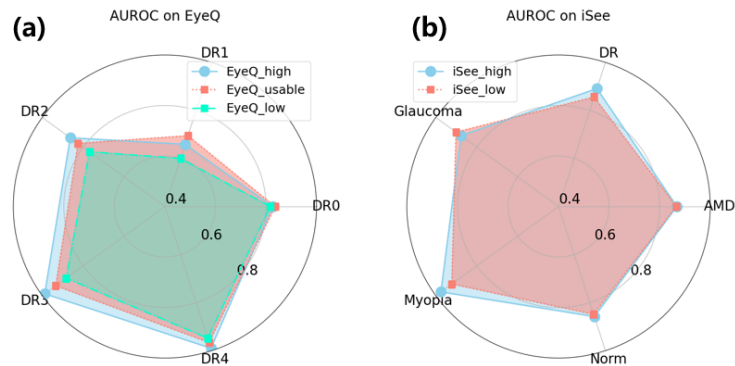 (a)
AUROC on EyeQ
DR1
EyeQ_high
EyeQ_usable
EyeQ_low
DR2
DR0
DR3
DR4
0.4
0.6
0.8
(b)
AUROC on iSee
DR
iSee_high
iSee_low
Glaucoma
AMD
Myopia
Norm
0.4
0.6
0.8